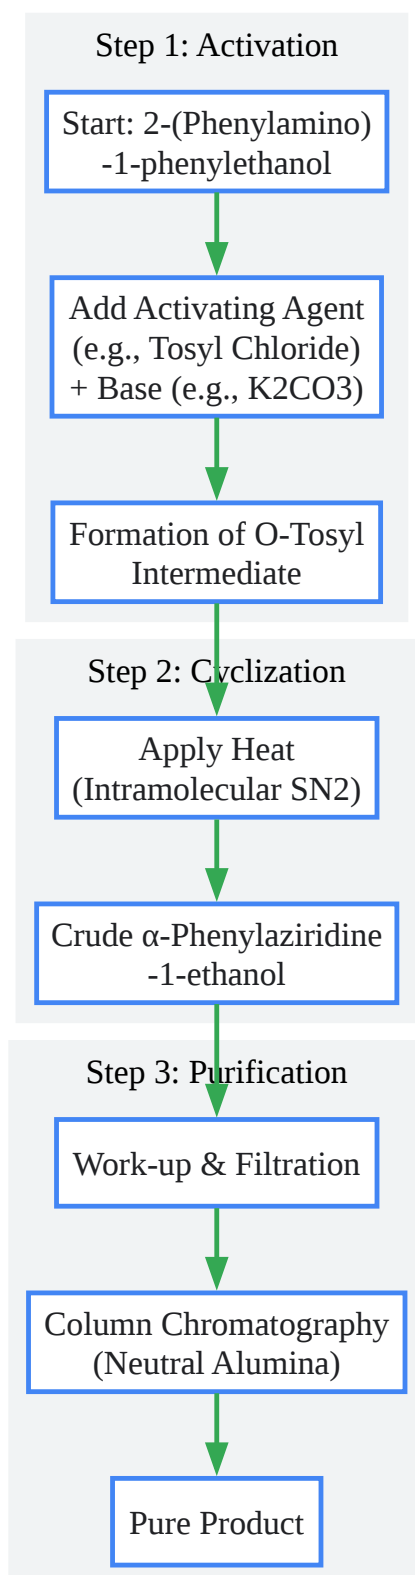 Step 1: Activation
Start: 2-(Phenylamino)
-1-phenylethanol
Add Activating Agent
(e.g., Tosyl Chloride)
+ Base (e.g., K2CO3)
Formation of O-Tosyl
Intermediate
Step 2: Cyclization
Apply Heat
(Intramolecular SN2)
Crude α-Phenylaziridine
-1-ethanol
Step 3: Purification
Work-up & Filtration
Column Chromatography
(Neutral Alumina)
Pure Product